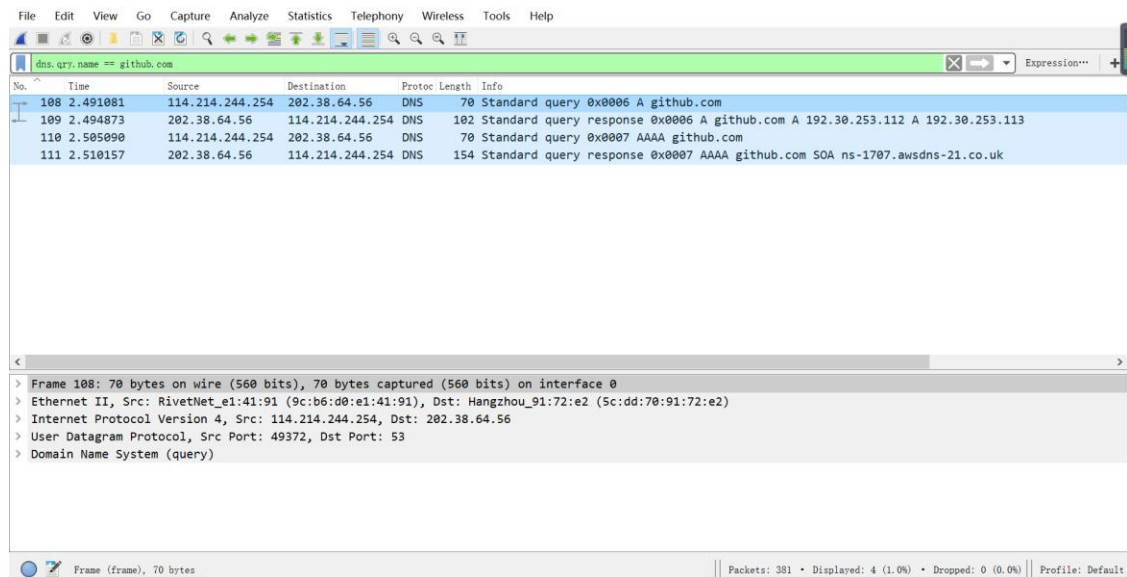 File Edit View Go Capture Analyze Statistics Telephony Wireless Tools Help
dns.qry.name == github.com Expression… +
No. Time Source Destination Protoc Length Info
108 2.491081 114.214.244.254 202.38.64.56 DNS 70 Standard query 0x0006 A github.com
109 2.494873 202.38.64.56 114.214.244.254 DNS 102 Standard query response 0x0006 A github.com A 192.30.253.112 A 192.30.253.113
110 2.505090 114.214.244.254 202.38.64.56 DNS 70 Standard query 0x0007 AAAA github.com
111 2.510157 202.38.64.56 114.214.244.254 DNS 154 Standard query response 0x0007 AAAA github.com SOA ns-1707.awsdns-21.co.uk
> Frame 108: 70 bytes on wire (560 bits), 70 bytes captured (560 bits) on interface 0
> Ethernet II, Src: RivetNet_e1:41:91 (9c:b6:d0:e1:41:91), Dst: Hangzhou_91:72:e2 (5c:dd:70:91:72:e2)
> Internet Protocol Version 4, Src: 114.214.244.254, Dst: 202.38.64.56
> User Datagram Protocol, Src Port: 49372, Dst Port: 53
> Domain Name System (query)
Frame (frame), 70 bytes Packets: 381 • Displayed: 4 (1.0%) • Dropped: 0 (0.0%) Profile: Default